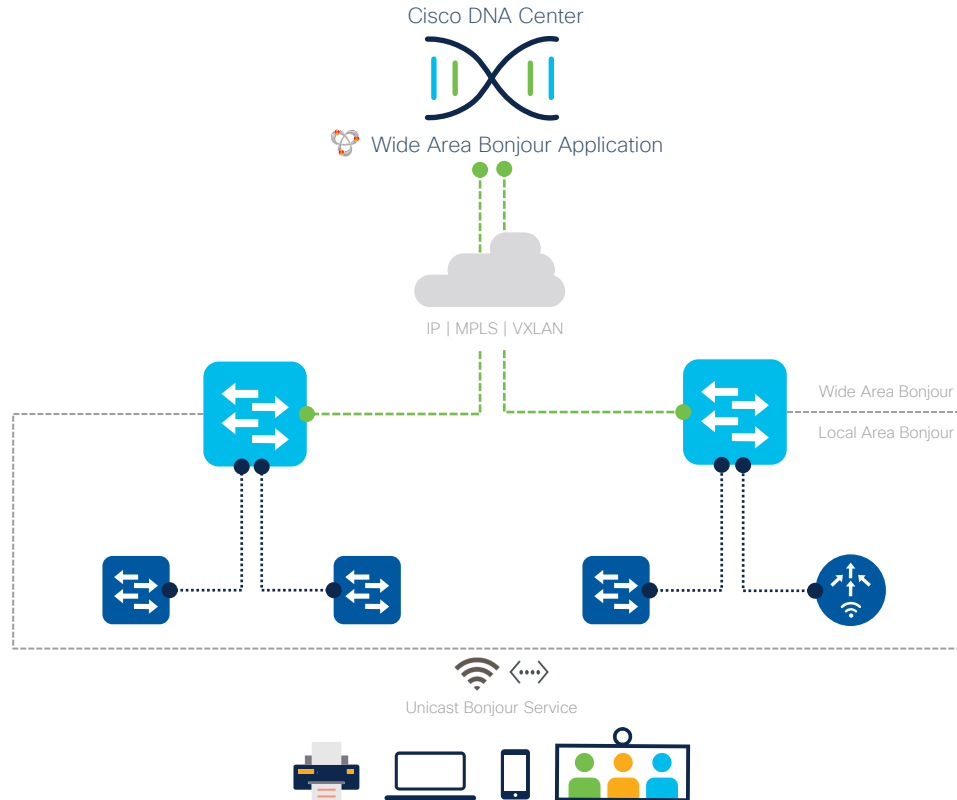 Cisco DNA Center
Wide Area Bonjour Application
IP | MPLS | VXLAN
Wide Area Bonjour
Local Area Bonjour
Unicast Bonjour Service